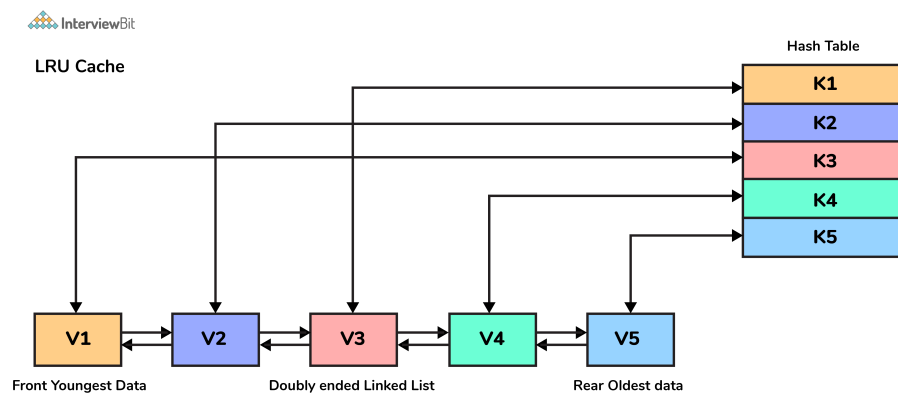 InterviewBit
LRU Cache
Hash Table
K1
K2
K3
K4
K5
V1
V2
V3
V4
V5
Front Youngest Data
Doubly ended Linked List
Rear Oldest data